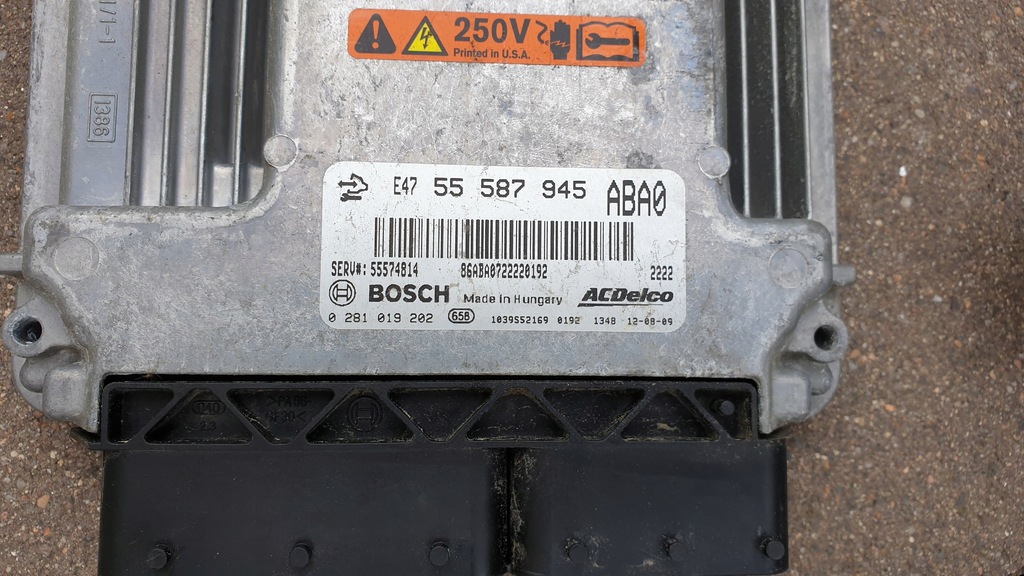 250V
Printed in U.S.A.
1386
E47 55 587 945 ABA0
SERV#: 55574814 86ABA0722220192 2222
BOSCH Made in Hungary ACDelco
0 281 019 202 65B 1039S52169 0192 1348 12-08-09